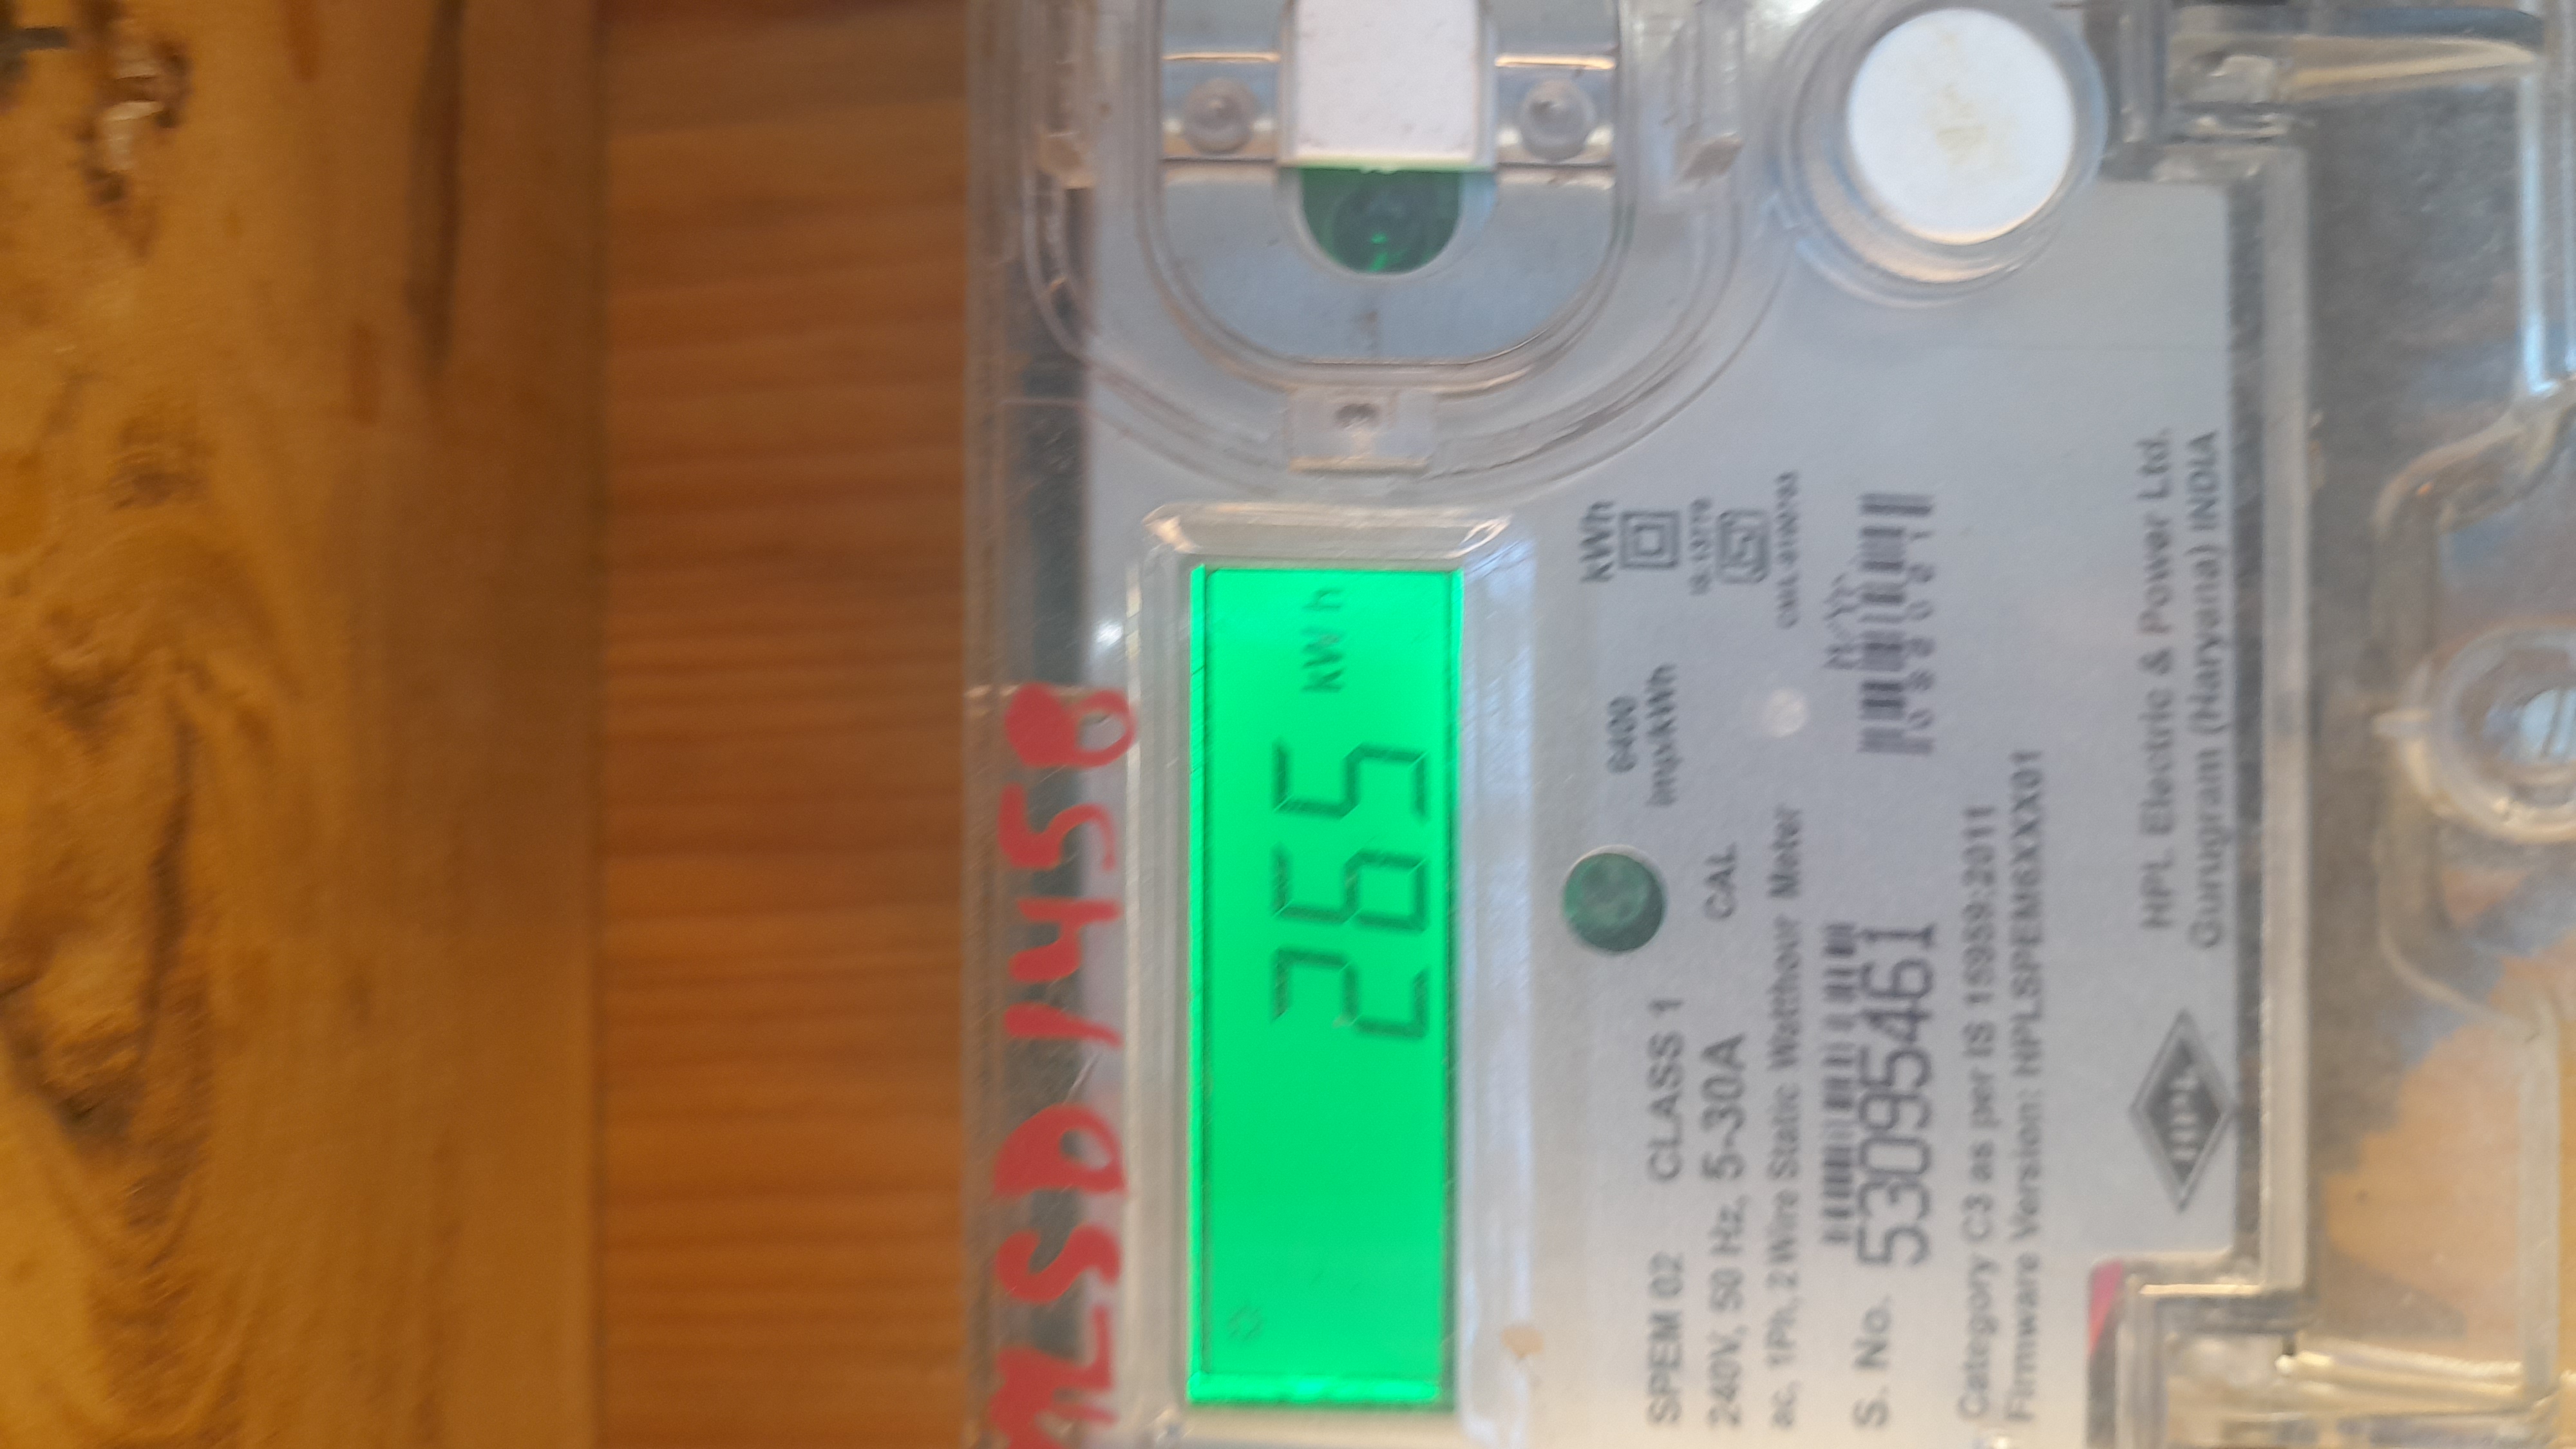 MLSD1458
265 kWh
kWh
6400
imp/kWh
SPEM 02 CLASS 1
240V, 50 Hz, 5-30A CAL
ac, 1Ph, 2 Wire Static Watthour Meter
S. No. 53095461
Category C3 as per IS 15959:2011
Firmware Version: HPLSPEM6XXX01
HPL
HPL Electric & Power Ltd.
Gurugram (Haryana) INDIA